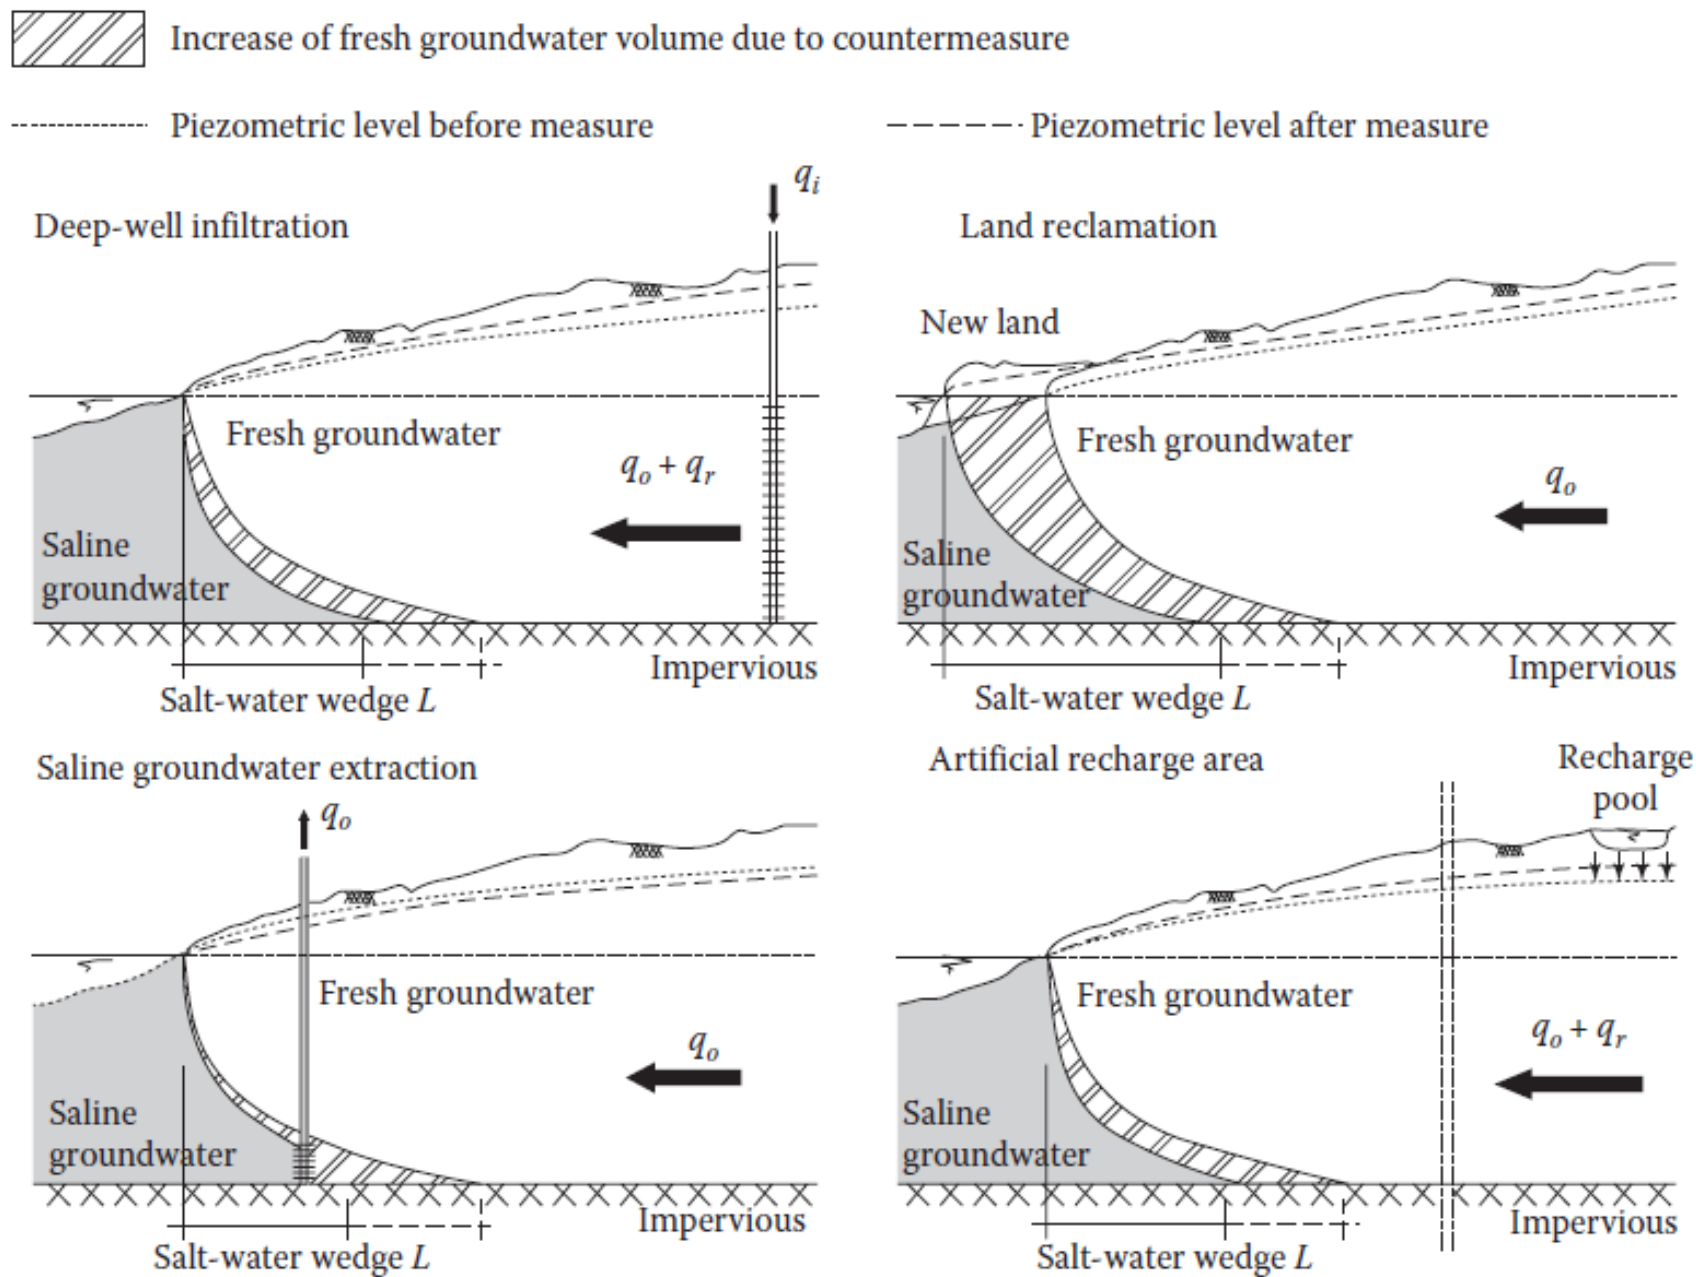 Increase of fresh groundwater volume due to countermeasure
Piezometric level before measure
Piezometric level after measure
Deep-well infiltration
qi
Fresh groundwater
qo + qr
Saline
groundwater
Impervious
Salt-water wedge L
Land reclamation
New land
Fresh groundwater
qo
Saline
groundwater
Impervious
Salt-water wedge L
Saline groundwater extraction
qo
Fresh groundwater
qo
Saline
groundwater
Impervious
Salt-water wedge L
Artificial recharge area
Recharge
pool
Fresh groundwater
qo + qr
Saline
groundwater
Impervious
Salt-water wedge L